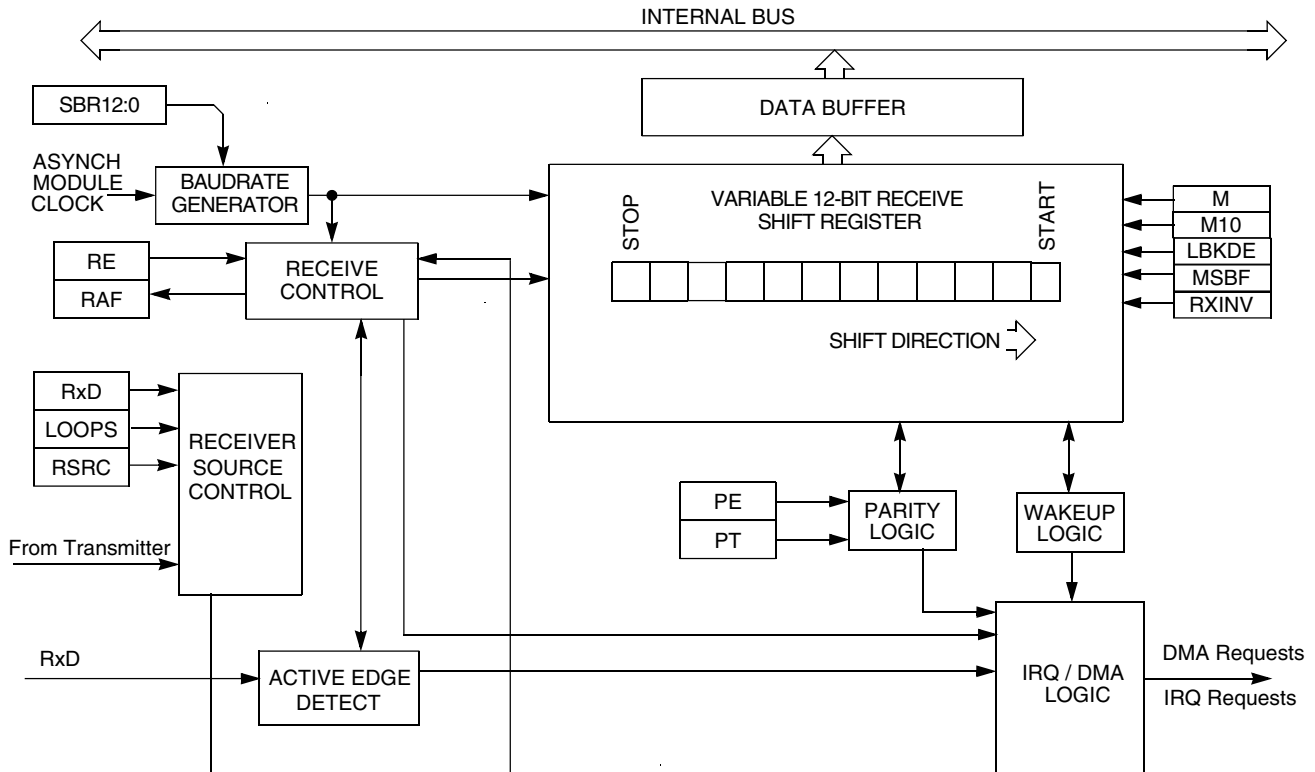 INTERNAL BUS
SBR12:0
DATA BUFFER
ASYNCH
MODULE
CLOCK
BAUDRATE
GENERATOR
VARIABLE 12-BIT RECEIVE
SHIFT REGISTER
STOP
START
M
M10
LBKDE
MSBF
RXINV
RE
RAF
RECEIVE
CONTROL
SHIFT DIRECTION
RxD
LOOPS
RSRC
RECEIVER
SOURCE
CONTROL
From Transmitter
PE
PT
PARITY
LOGIC
WAKEUP
LOGIC
RxD
ACTIVE EDGE
DETECT
IRQ / DMA
LOGIC
DMA Requests
IRQ Requests